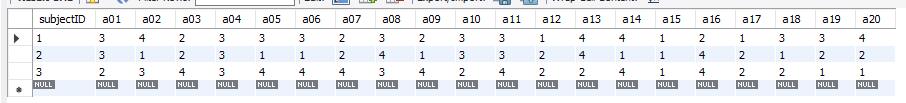 subjectID a01 a02 a03 a04 a05 a06 a07 a08 a09 a10 a11 a12 a13 a14 a15 a16 a17 a18 a19 a20
1 3 4 2 3 3 3 2 3 2 3 3 1 4 4 1 2 1 3 3 4
2 3 1 2 3 1 1 2 4 1 3 3 2 4 1 1 4 2 1 2 2
3 2 3 4 3 4 4 4 3 4 2 4 2 2 4 1 4 2 2 1 1
NULL NULL NULL NULL NULL NULL NULL NULL NULL NULL NULL NULL NULL NULL NULL NULL NULL NULL NULL NULL NULL